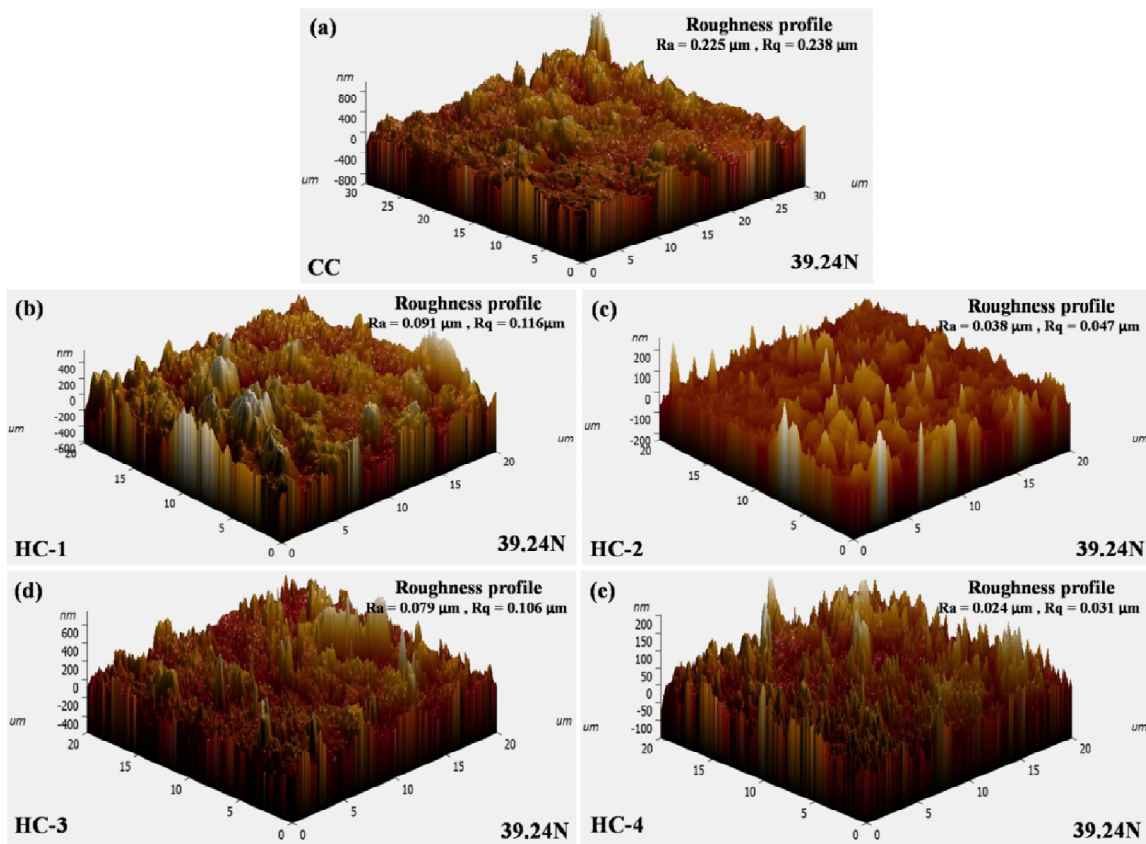 (a)
Roughness profile
Ra = 0.225 µm , Rq = 0.238 µm
nm
800
400
0
-400
-800
um
um
30
25
20
15
10
5
0
0
5
10
15
20
25
30
CC
39.24N
(b)
Roughness profile
Ra = 0.091 µm , Rq = 0.116µm
nm
400
200
0
-200
-400
-600
um
um
20
15
10
5
0
0
5
10
15
20
HC-1
39.24N
(c)
Roughness profile
Ra = 0.038 µm , Rq = 0.047 µm
nm
200
100
0
-100
-200
um
um
20
15
10
5
0
0
5
10
15
20
HC-2
39.24N
(d)
Roughness profile
Ra = 0.079 µm , Rq = 0.106 µm
nm
600
400
200
0
-200
-400
um
um
20
15
10
5
0
0
5
10
15
20
HC-3
39.24N
(e)
Roughness profile
Ra = 0.024 µm , Rq = 0.031 µm
nm
200
150
100
50
0
-50
-100
um
um
20
15
10
5
0
0
5
10
15
20
HC-4
39.24N